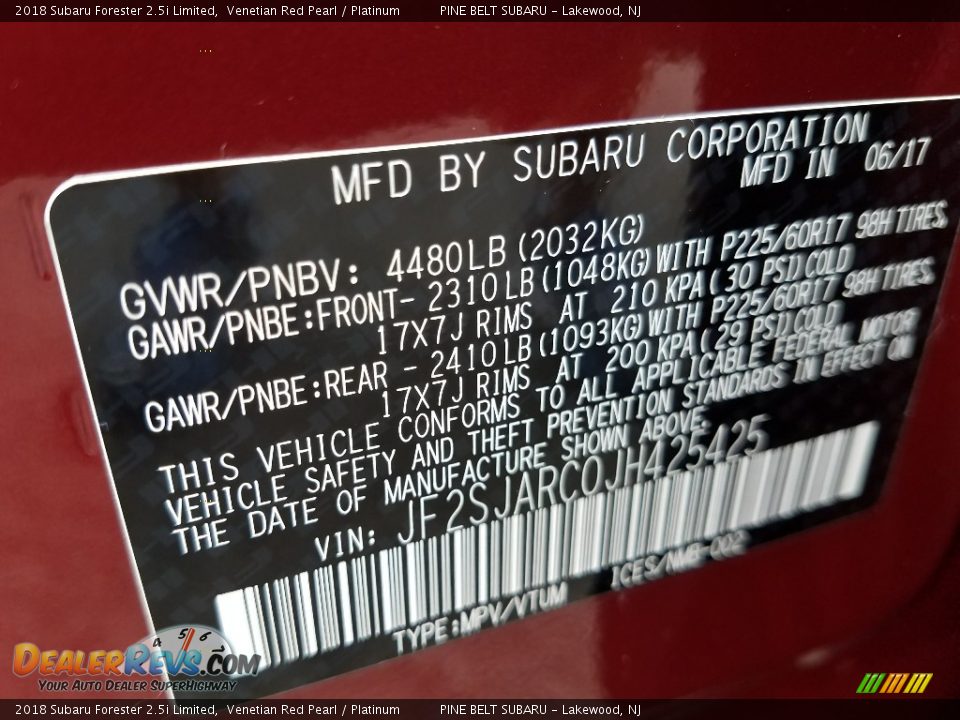 2018 Subaru Forester 2.5i Limited, Venetian Red Pearl / Platinum PINE BELT SUBARU - Lakewood, NJ
MFD BY SUBARU CORPORATION
MFD IN 06/17
GVWR/PNBV: 4480LB (2032KG)
GAWR/PNBE:FRONT- 2310LB (1048KG) WITH P225/60R17 98H TIRES,
17X7J RIMS AT 210 KPA( 30 PSI) COLD
GAWR/PNBE:REAR - 2410LB (1093KG) WITH P225/60R17 98H TIRES,
17X7J RIMS AT 200 KPA( 29 PSI) COLD
THIS VEHICLE CONFORMS TO ALL APPLICABLE FEDERAL MOTOR
VEHICLE SAFETY AND THEFT PREVENTION STANDARDS IN EFFECT ON
THE DATE OF MANUFACTURE SHOWN ABOVE.
VIN: JF2SJARC0JH425425
TYPE:MPV/VTUM ICES/NMB-002
4 5 6
DEALERREVS.COM
YOUR AUTO DEALER SUPERHIGHWAY
2018 Subaru Forester 2.5i Limited, Venetian Red Pearl / Platinum PINE BELT SUBARU - Lakewood, NJ